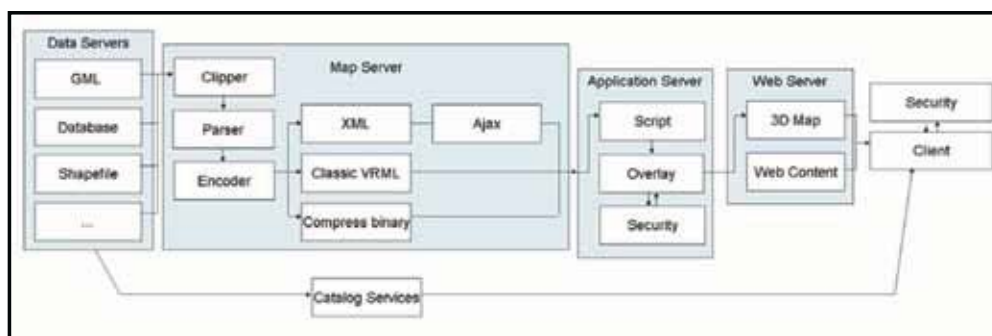 Data Servers
GML
Database
Shapefile
...
Map Server
Clipper
Parser
Encoder
XML
Ajax
Classic VRML
Compress binary
Application Server
Script
Overlay
Security
Web Server
3D Map
Web Content
Security
Client
Catalog Services